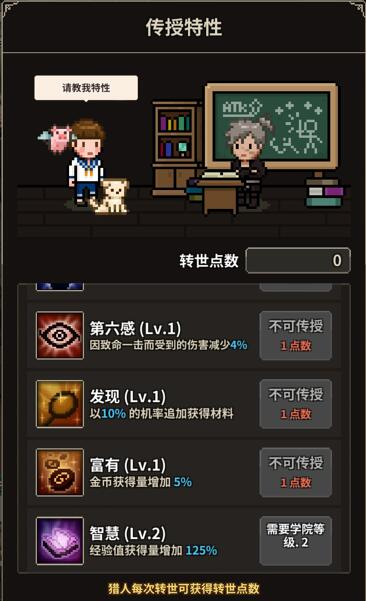 传授特性
请教我特性
ATK:
转世点数
0
第六感 (Lv.1)
因致命一击而受到的伤害减少4%
不可传授
1 点数
发现 (Lv.1)
以10% 的机率追加获得材料
不可传授
1 点数
富有 (Lv.1)
金币获得量增加 5%
不可传授
1 点数
智慧 (Lv.2)
经验值获得量增加 125%
需要学院等
级. 2
猎人每次转世可获得转世点数